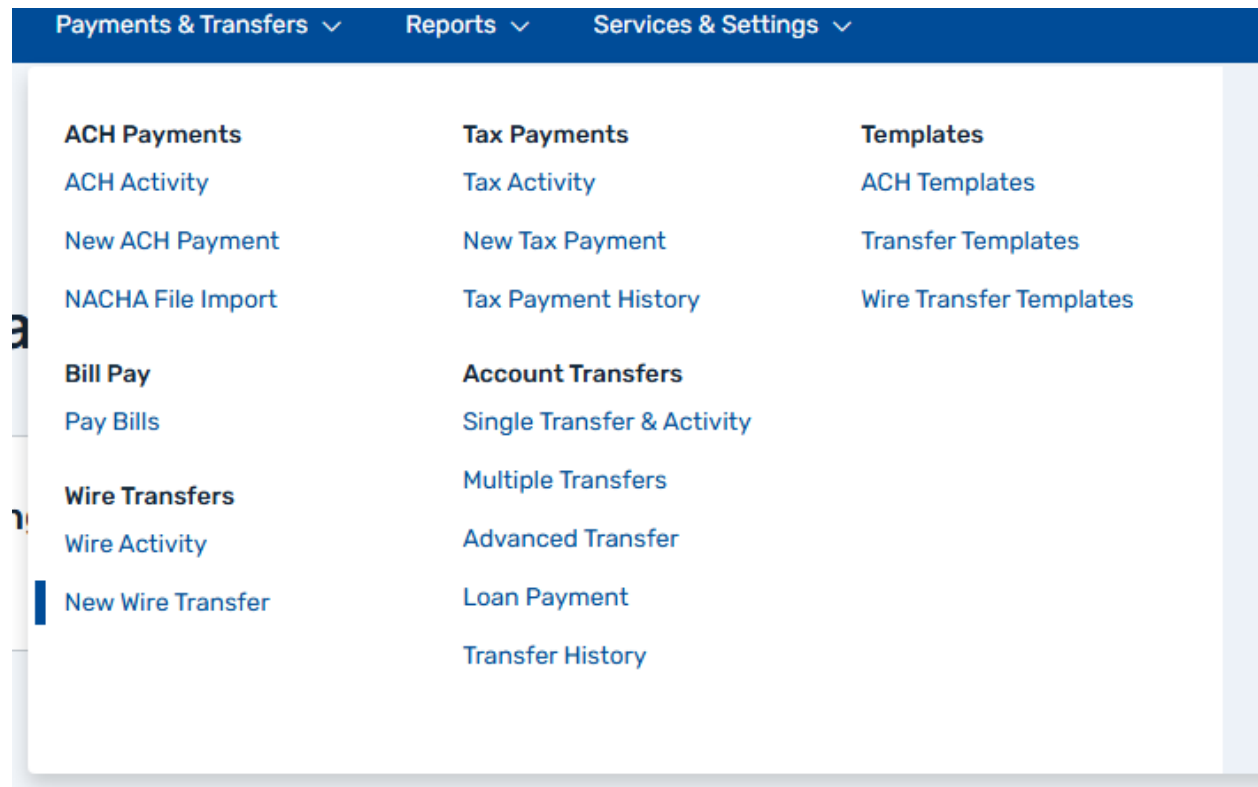 Payments & Transfers
Reports
Services & Settings
ACH Payments
ACH Activity
New ACH Payment
NACHA File Import
Bill Pay
Pay Bills
Wire Transfers
Wire Activity
New Wire Transfer
Tax Payments
Tax Activity
New Tax Payment
Tax Payment History
Account Transfers
Single Transfer & Activity
Multiple Transfers
Advanced Transfer
Loan Payment
Transfer History
Templates
ACH Templates
Transfer Templates
Wire Transfer Templates